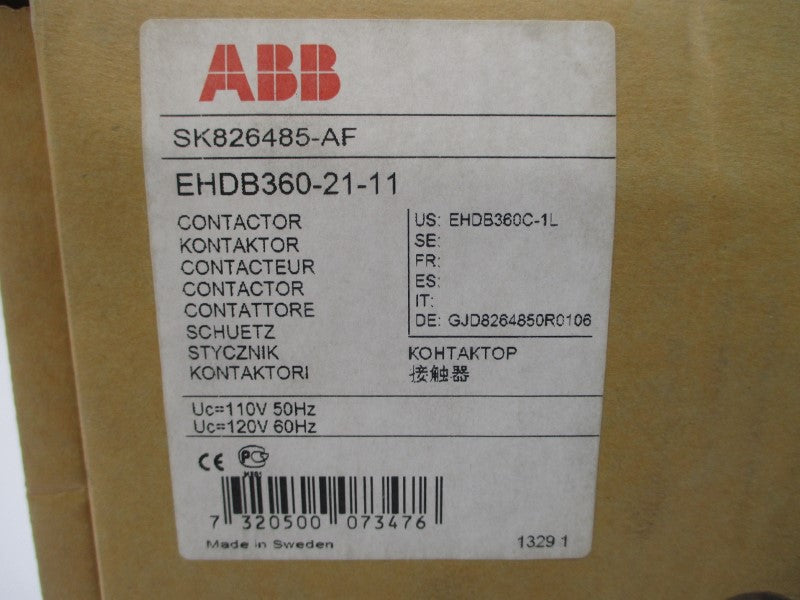 ABB
SK826485-AF
EHDB360-21-11
CONTACTOR
KONTAKTOR
CONTACTEUR
CONTACTOR
CONTATTORE
SCHUETZ
STYCZNIK
KONTAKTORI
US: EHDB360C-1L
SE:
FR:
ES:
IT:
DE: GJD8264850R0106
КОНТАКТОР
接触器
Uc=110V 50Hz
Uc=120V 60Hz
CE
7 320500 073476
Made in Sweden
1329 1